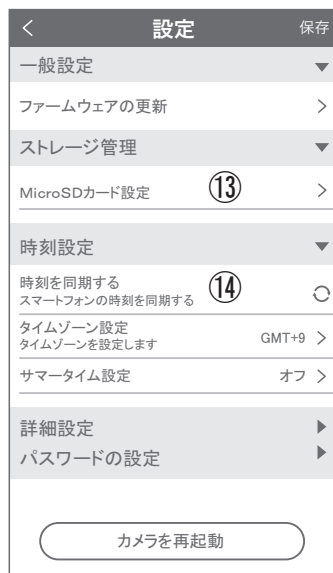 設定 保存
一般設定
ファームウェアの更新
ストレージ管理
MicroSDカード設定 ⑬
時刻設定
時刻を同期する ⑭
スマートフォンの時刻を同期する
タイムゾーン設定
タイムゾーンを設定します GMT+9
サマータイム設定 オフ
詳細設定
パスワードの設定
カメラを再起動